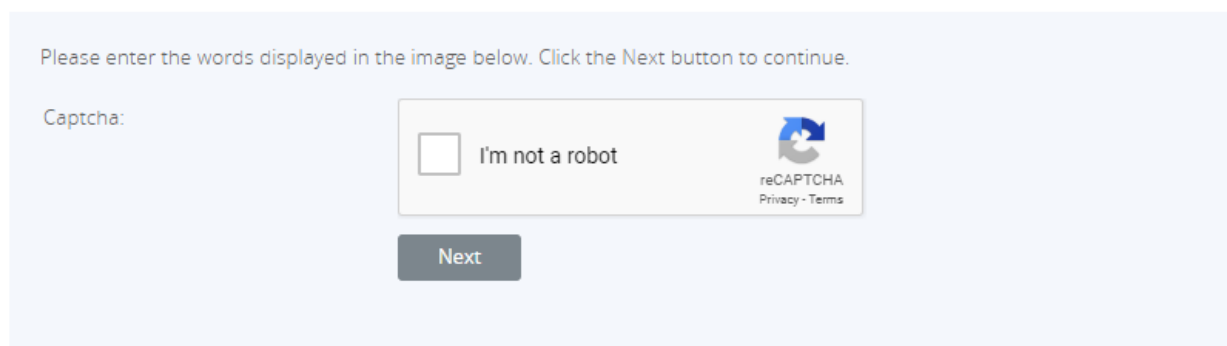 Please enter the words displayed in the image below. Click the Next button to continue.
Captcha:
I'm not a robot
reCAPTCHA
Privacy - Terms
Next